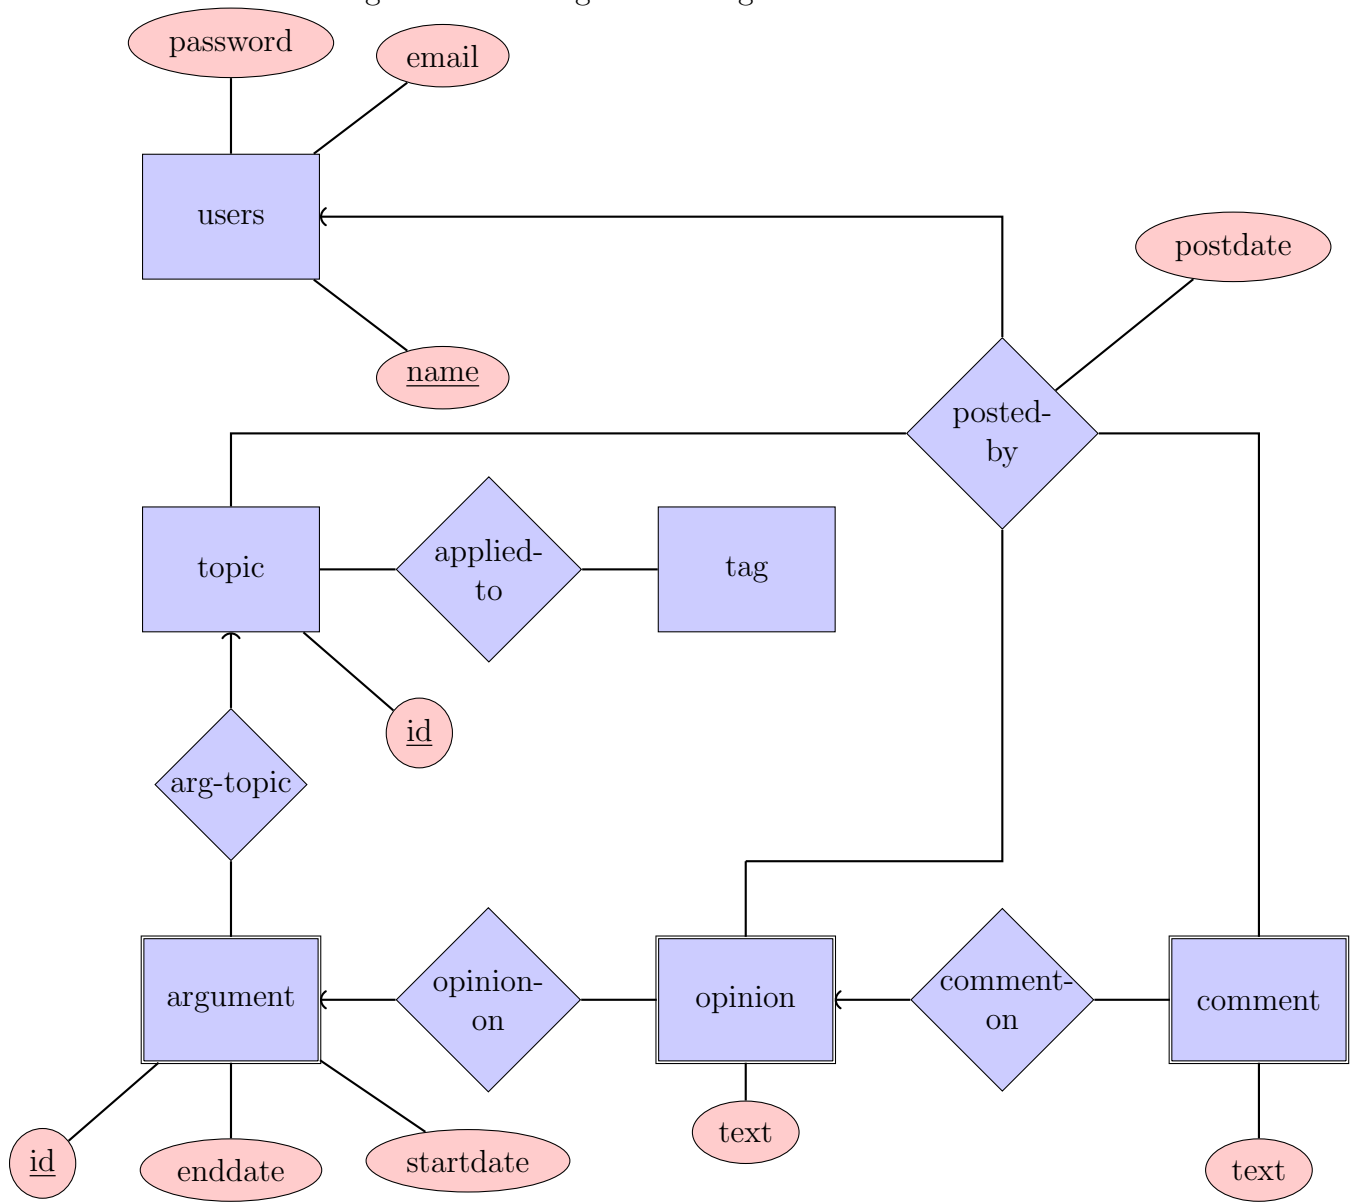 password
email
users
postdate
name
posted-
by
applied-
to
topic
tag
id
arg-topic
opinion-
on
comment-
on
argument
opinion
comment
text
id
enddate
startdate
text